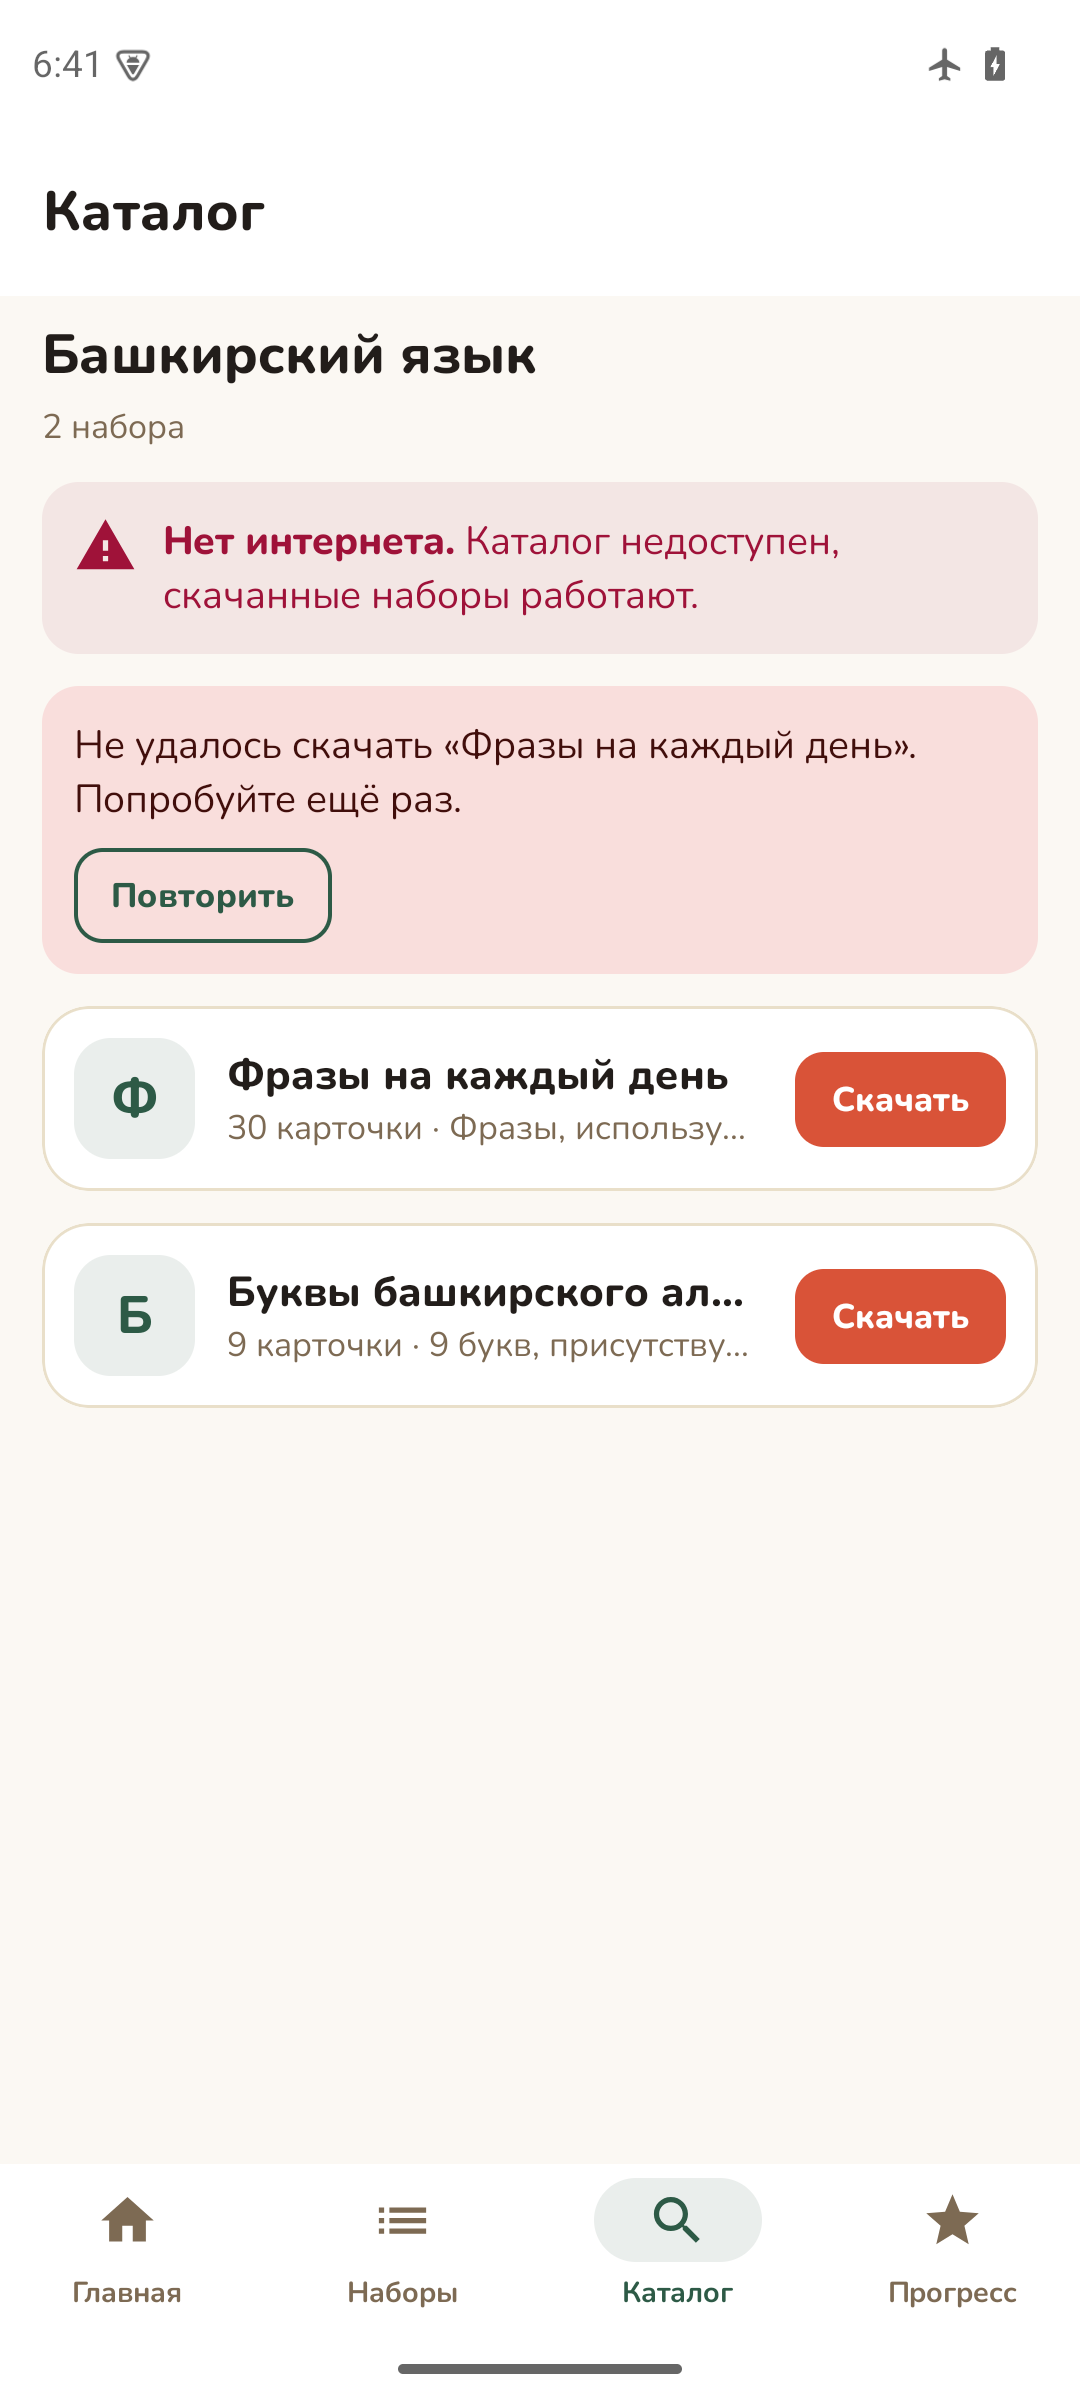 6:41
Каталог
Башкирский язык
2 набора
Нет интернета. Каталог недоступен,
скачанные наборы работают.
Не удалось скачать «Фразы на каждый день».
Попробуйте ещё раз.
Повторить
Ф
Фразы на каждый день
30 карточки · Фразы, использу...
Скачать
Б
Буквы башкирского ал...
9 карточки · 9 букв, присутству...
Скачать
Главная
Наборы
Каталог
Прогресс